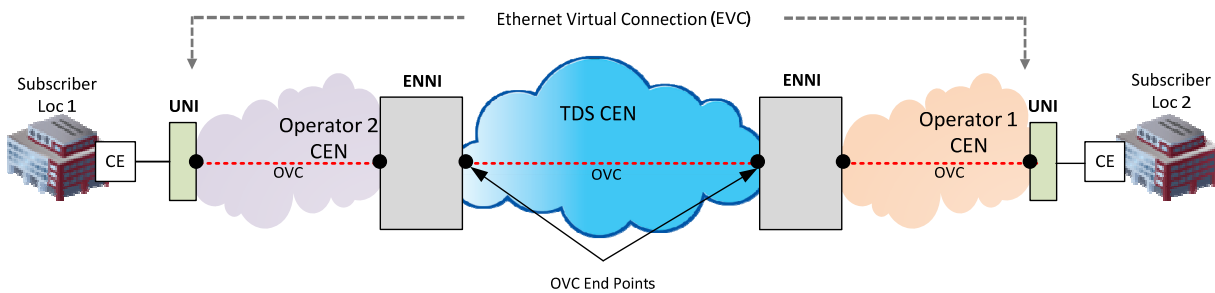 Ethernet Virtual Connection (EVC)
Subscriber
Loc 1
UNI
ENNI
ENNI
UNI
Subscriber
Loc 2
Operator 2
CEN
TDS CEN
Operator 1
CEN
CE
CE
OVC
OVC
OVC
OVC End Points